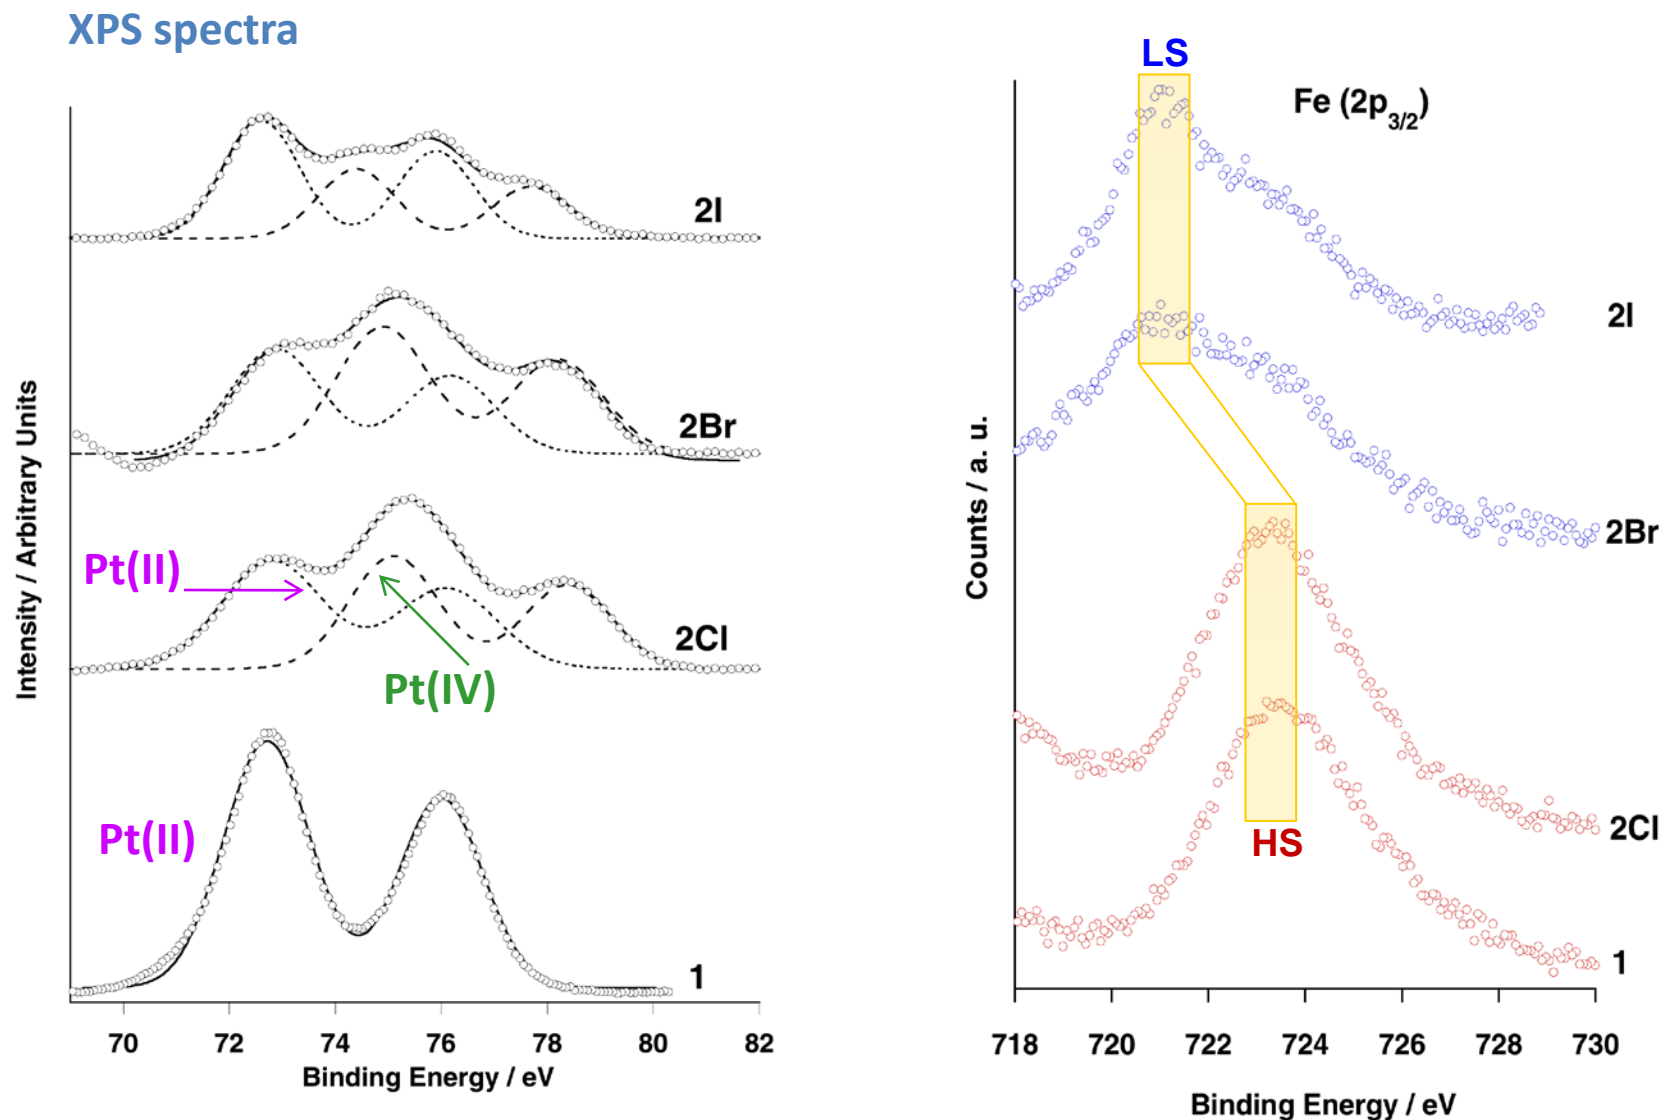 XPS spectra
Intensity / Arbitrary Units
2I
2Br
Pt(II)
2Cl
Pt(IV)
Pt(II)
1
70 72 74 76 78 80 82
Binding Energy / eV
LS
Fe (2p3/2)
Counts / a. u.
2I
2Br
2Cl
HS
1
718 720 722 724 726 728 730
Binding Energy / eV